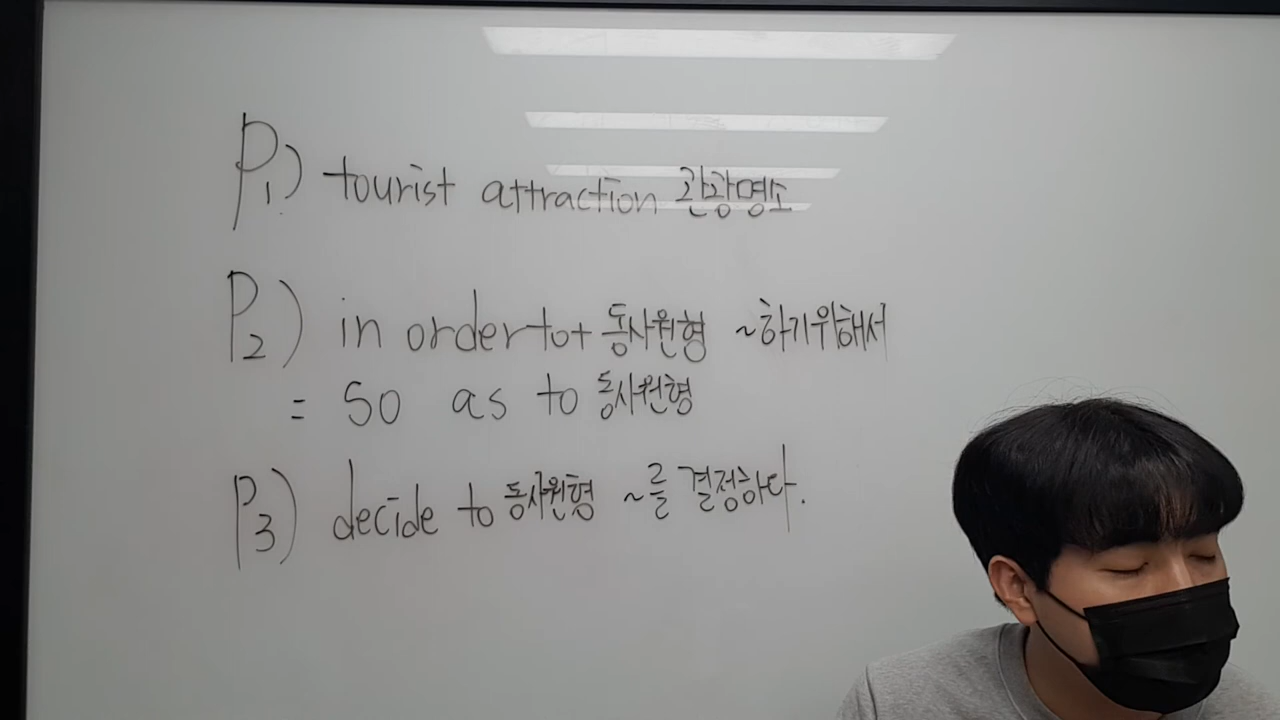 P1) tourist attraction 관광명소
P2) in order to+ 동사원형 ~하기위해서
= so as to 동사원형
P3) decide to 동사원형 ~를 결정하다.